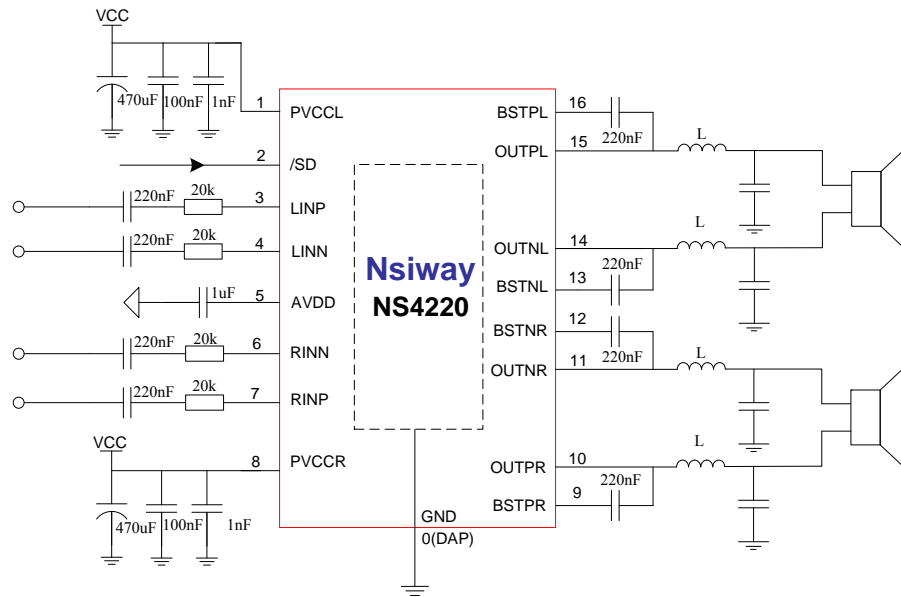 VCC
470uF 100nF 1nF
1 PVCCL
2 /SD
220nF 20k 3 LINP
220nF 20k 4 LINN
1uF 5 AVDD
220nF 20k 6 RINN
220nF 20k 7 RINP
VCC
8 PVCCR
470uF 100nF 1nF
Nsiway
NS4220
GND
0(DAP)
BSTPL 16
220nF
OUTPL 15 L
OUTNL 14 L
220nF
BSTNL 13
BSTNR 12
220nF
OUTNR 11 L
OUTPR 10 L
220nF
BSTPR 9